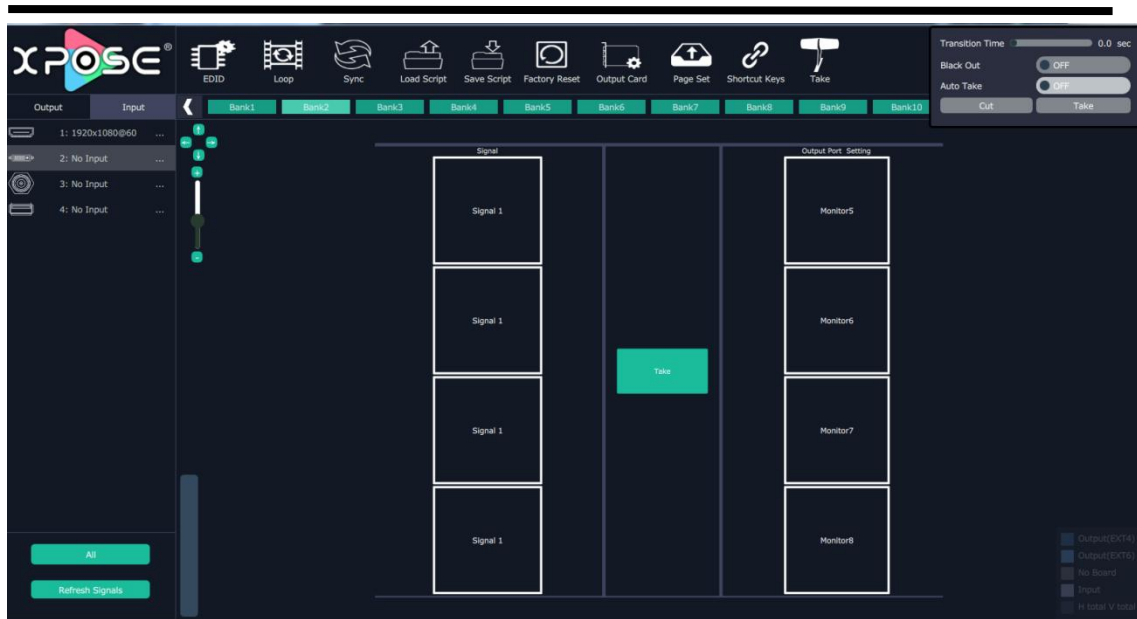 XPOSE®
EDID
Loop
Sync
Load Script
Save Script
Factory Reset
Output Card
Page Set
Shortcut Keys
Take
Transition Time 0.0 sec
Black Out OFF
Auto Take OFF
Cut Take
Output Input
Bank1 Bank2 Bank3 Bank4 Bank5 Bank6 Bank7 Bank8 Bank9 Bank10
1: 1920x1080@60 ...
2: No Input ...
3: No Input ...
4: No Input ...
Signal
Output Port Setting
Signal 1
Monitor5
Signal 1
Monitor6
Take
Signal 1
Monitor7
Signal 1
Monitor8
All
Refresh Signals
Output(EXT4)
Output(EXT6)
No Board
Input
H total V total